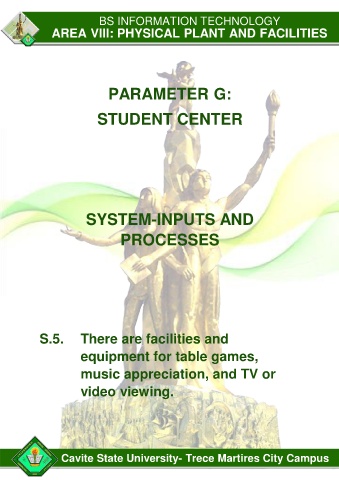 BS INFORMATION TECHNOLOGY
AREA VIII: PHYSICAL PLANT AND FACILITIES
PARAMETER G:
STUDENT CENTER
SYSTEM-INPUTS AND
PROCESSES
S.5. There are facilities and
equipment for table games,
music appreciation, and TV or
video viewing.
Cavite State University- Trece Martires City Campus